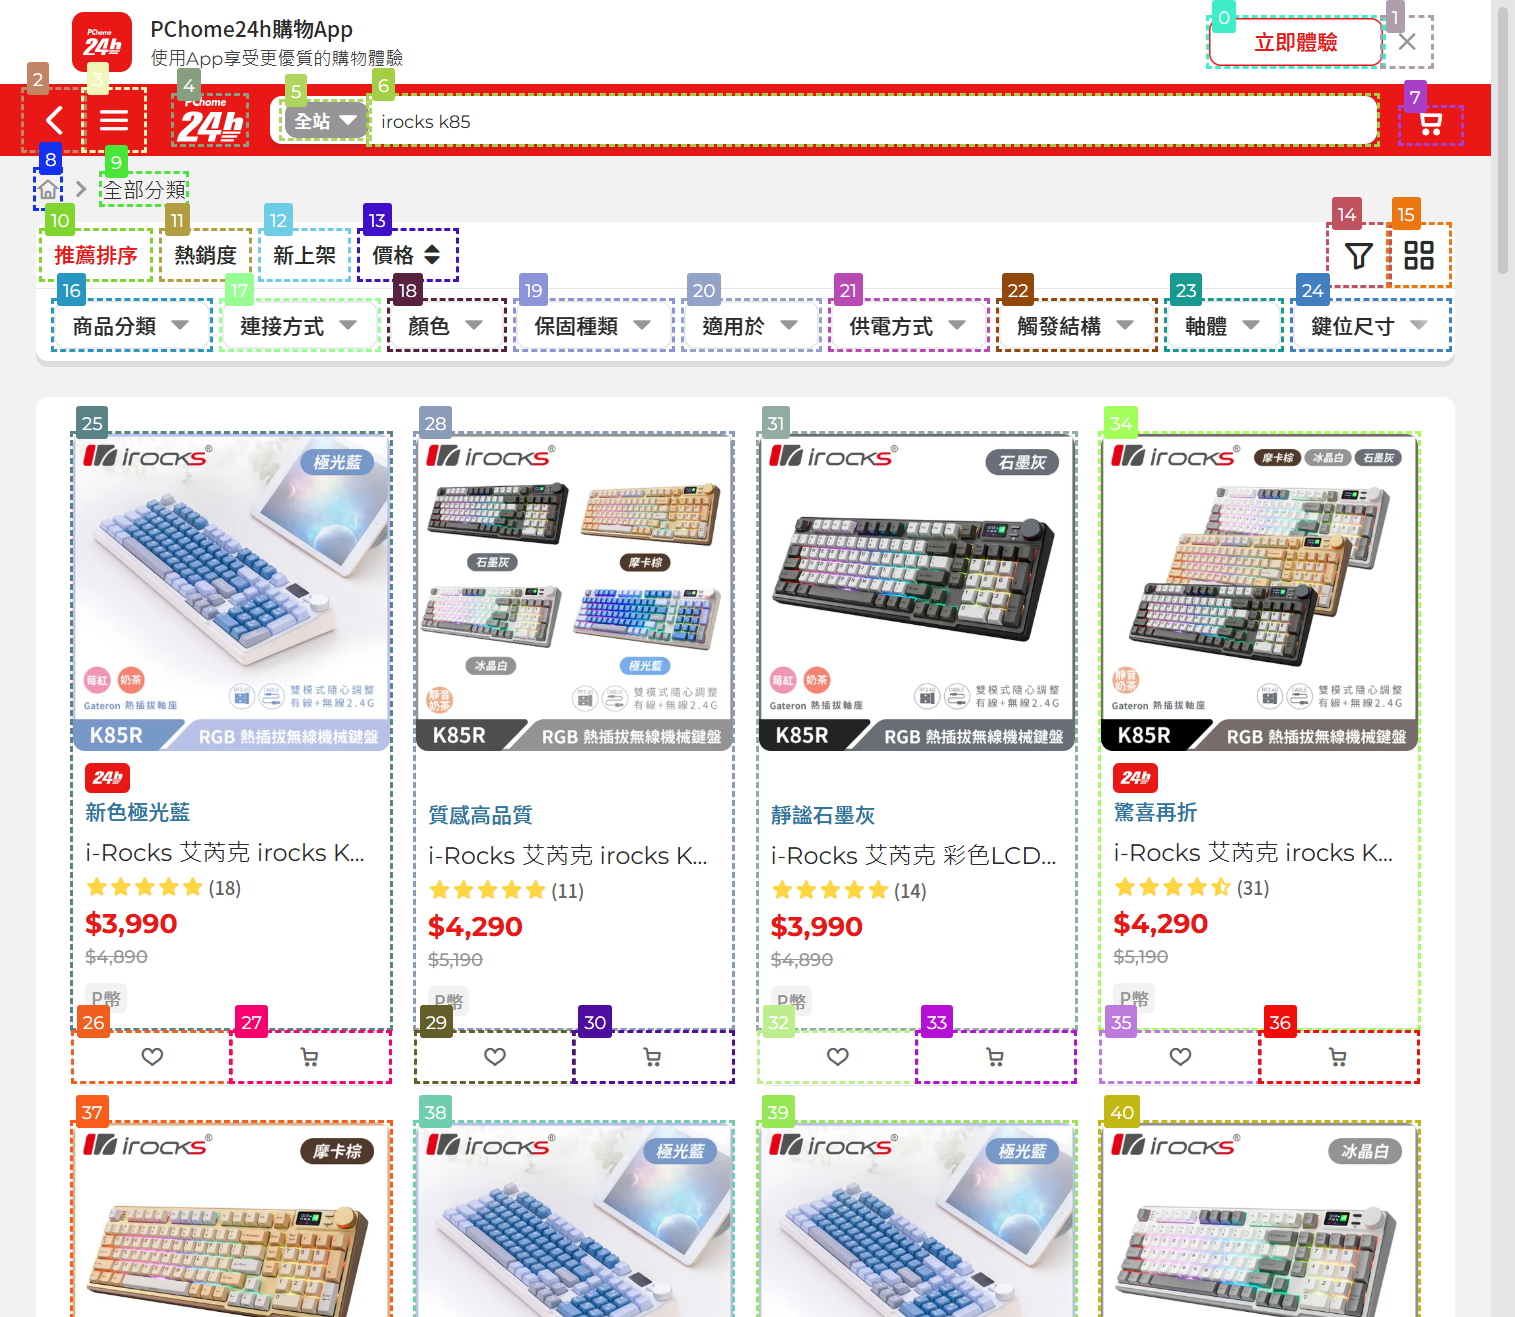 PChome24h購物App
使用App享受更優質的購物體驗
立即體驗
PChome 24h
全站
irocks k85
全部分類
推薦排序
熱銷度
新上架
價格
商品分類
連接方式
顏色
保固種類
適用於
供電方式
觸發結構
軸體
鍵位尺寸
0
1
2
3
4
5
6
7
8
9
10
11
12
13
14
15
16
17
18
19
20
21
22
23
24
25
irocks
極光藍
莓紅
奶茶
Gateron 熱插拔軸座
雙模式隨心調整
有線+無線2.4G
K85R
RGB 熱插拔無線機械鍵盤
24h
新色極光藍
i-Rocks 艾芮克 irocks K...
(18)
$3,990
$4,890
P幣
26
27
28
irocks
石墨灰
摩卡棕
冰晶白
極光藍
靜音奶茶
雙模式隨心調整
有線+無線2.4G
K85R
RGB 熱插拔無線機械鍵盤
質感高品質
i-Rocks 艾芮克 irocks K...
(11)
$4,290
$5,190
P幣
29
30
31
irocks
石墨灰
莓紅
奶茶
Gateron 熱插拔軸座
雙模式隨心調整
有線+無線2.4G
K85R
RGB 熱插拔無線機械鍵盤
靜謐石墨灰
i-Rocks 艾芮克 彩色LCD...
(14)
$3,990
$4,890
P幣
32
33
34
irocks
摩卡棕
冰晶白
石墨灰
靜音奶茶
Gateron 熱插拔軸座
雙模式隨心調整
有線+無線2.4G
K85R
RGB 熱插拔無線機械鍵盤
24h
驚喜再折
i-Rocks 艾芮克 irocks K...
(31)
$4,290
$5,190
P幣
35
36
37
irocks
摩卡棕
38
irocks
極光藍
39
irocks
極光藍
40
irocks
冰晶白